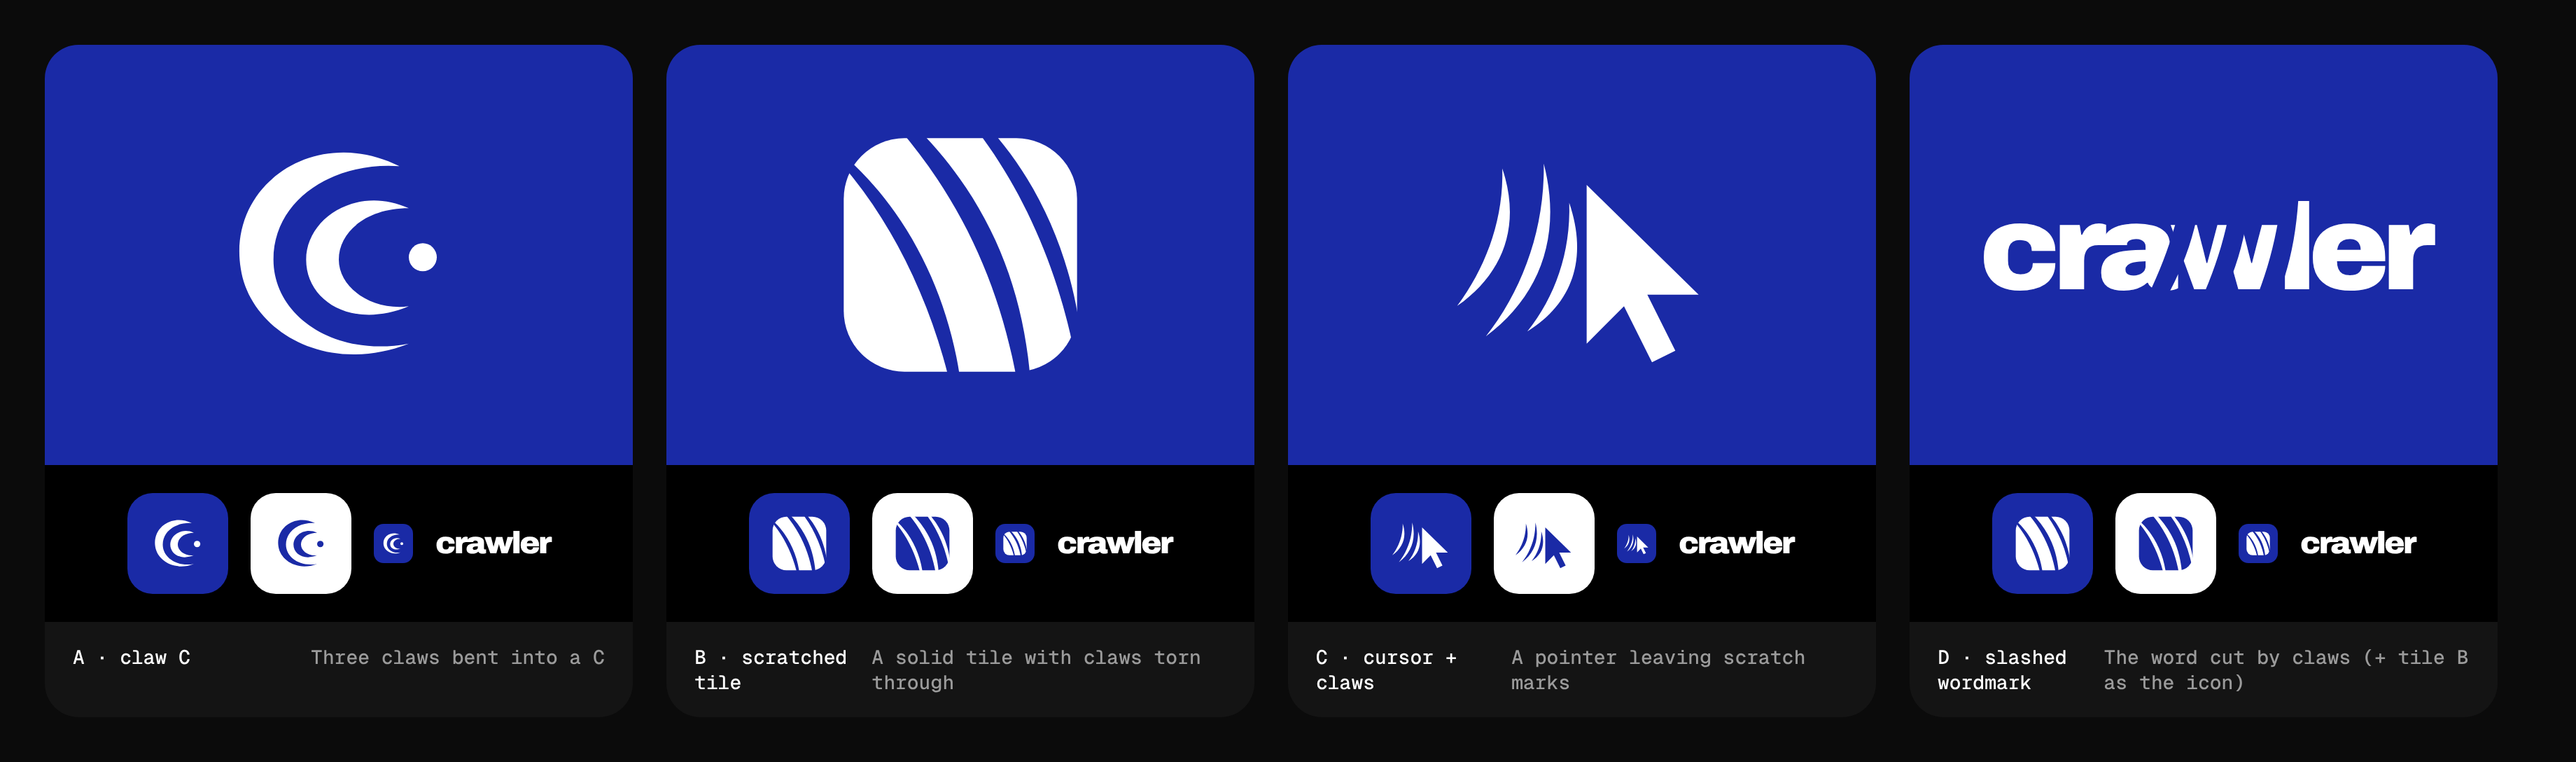 crawler
crawler
crawler
crawler
crawler
A · claw C
Three claws bent into a C
B · scratched
tile
A solid tile with claws torn
through
C · cursor +
claws
A pointer leaving scratch
marks
D · slashed
wordmark
The word cut by claws (+ tile B
as the icon)